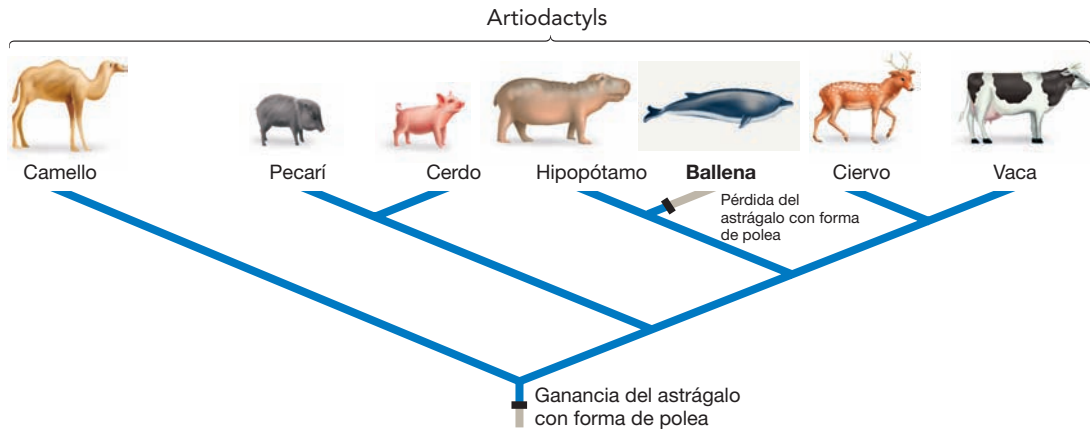 Artiodactyls
Camello
Pecarí
Cerdo
Hipopótamo
Ballena
Ciervo
Vaca
Pérdida del
astrágalo con forma
de polea
Ganancia del astrágalo
con forma de polea